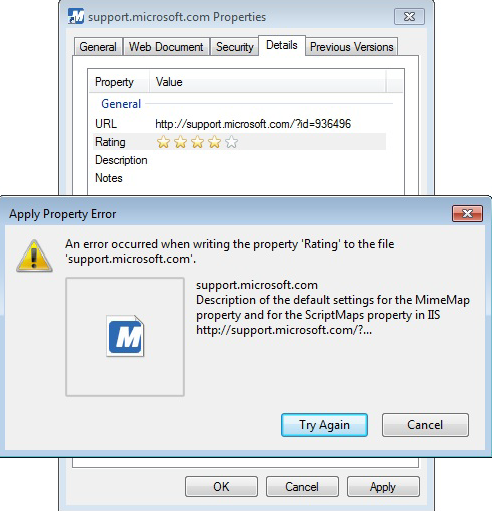 support.microsoft.com Properties
General
Web Document
Security
Details
Previous Versions
Property
Value
General
URL
http://support.microsoft.com/?id=936496
Rating
Description
Notes
Apply Property Error
An error occurred when writing the property 'Rating' to the file
'support.microsoft.com'.
support.microsoft.com
Description of the default settings for the MimeMap
property and for the ScriptMaps property in IIS
http://support.microsoft.com/?...
M
Try Again
Cancel
OK
Cancel
Apply